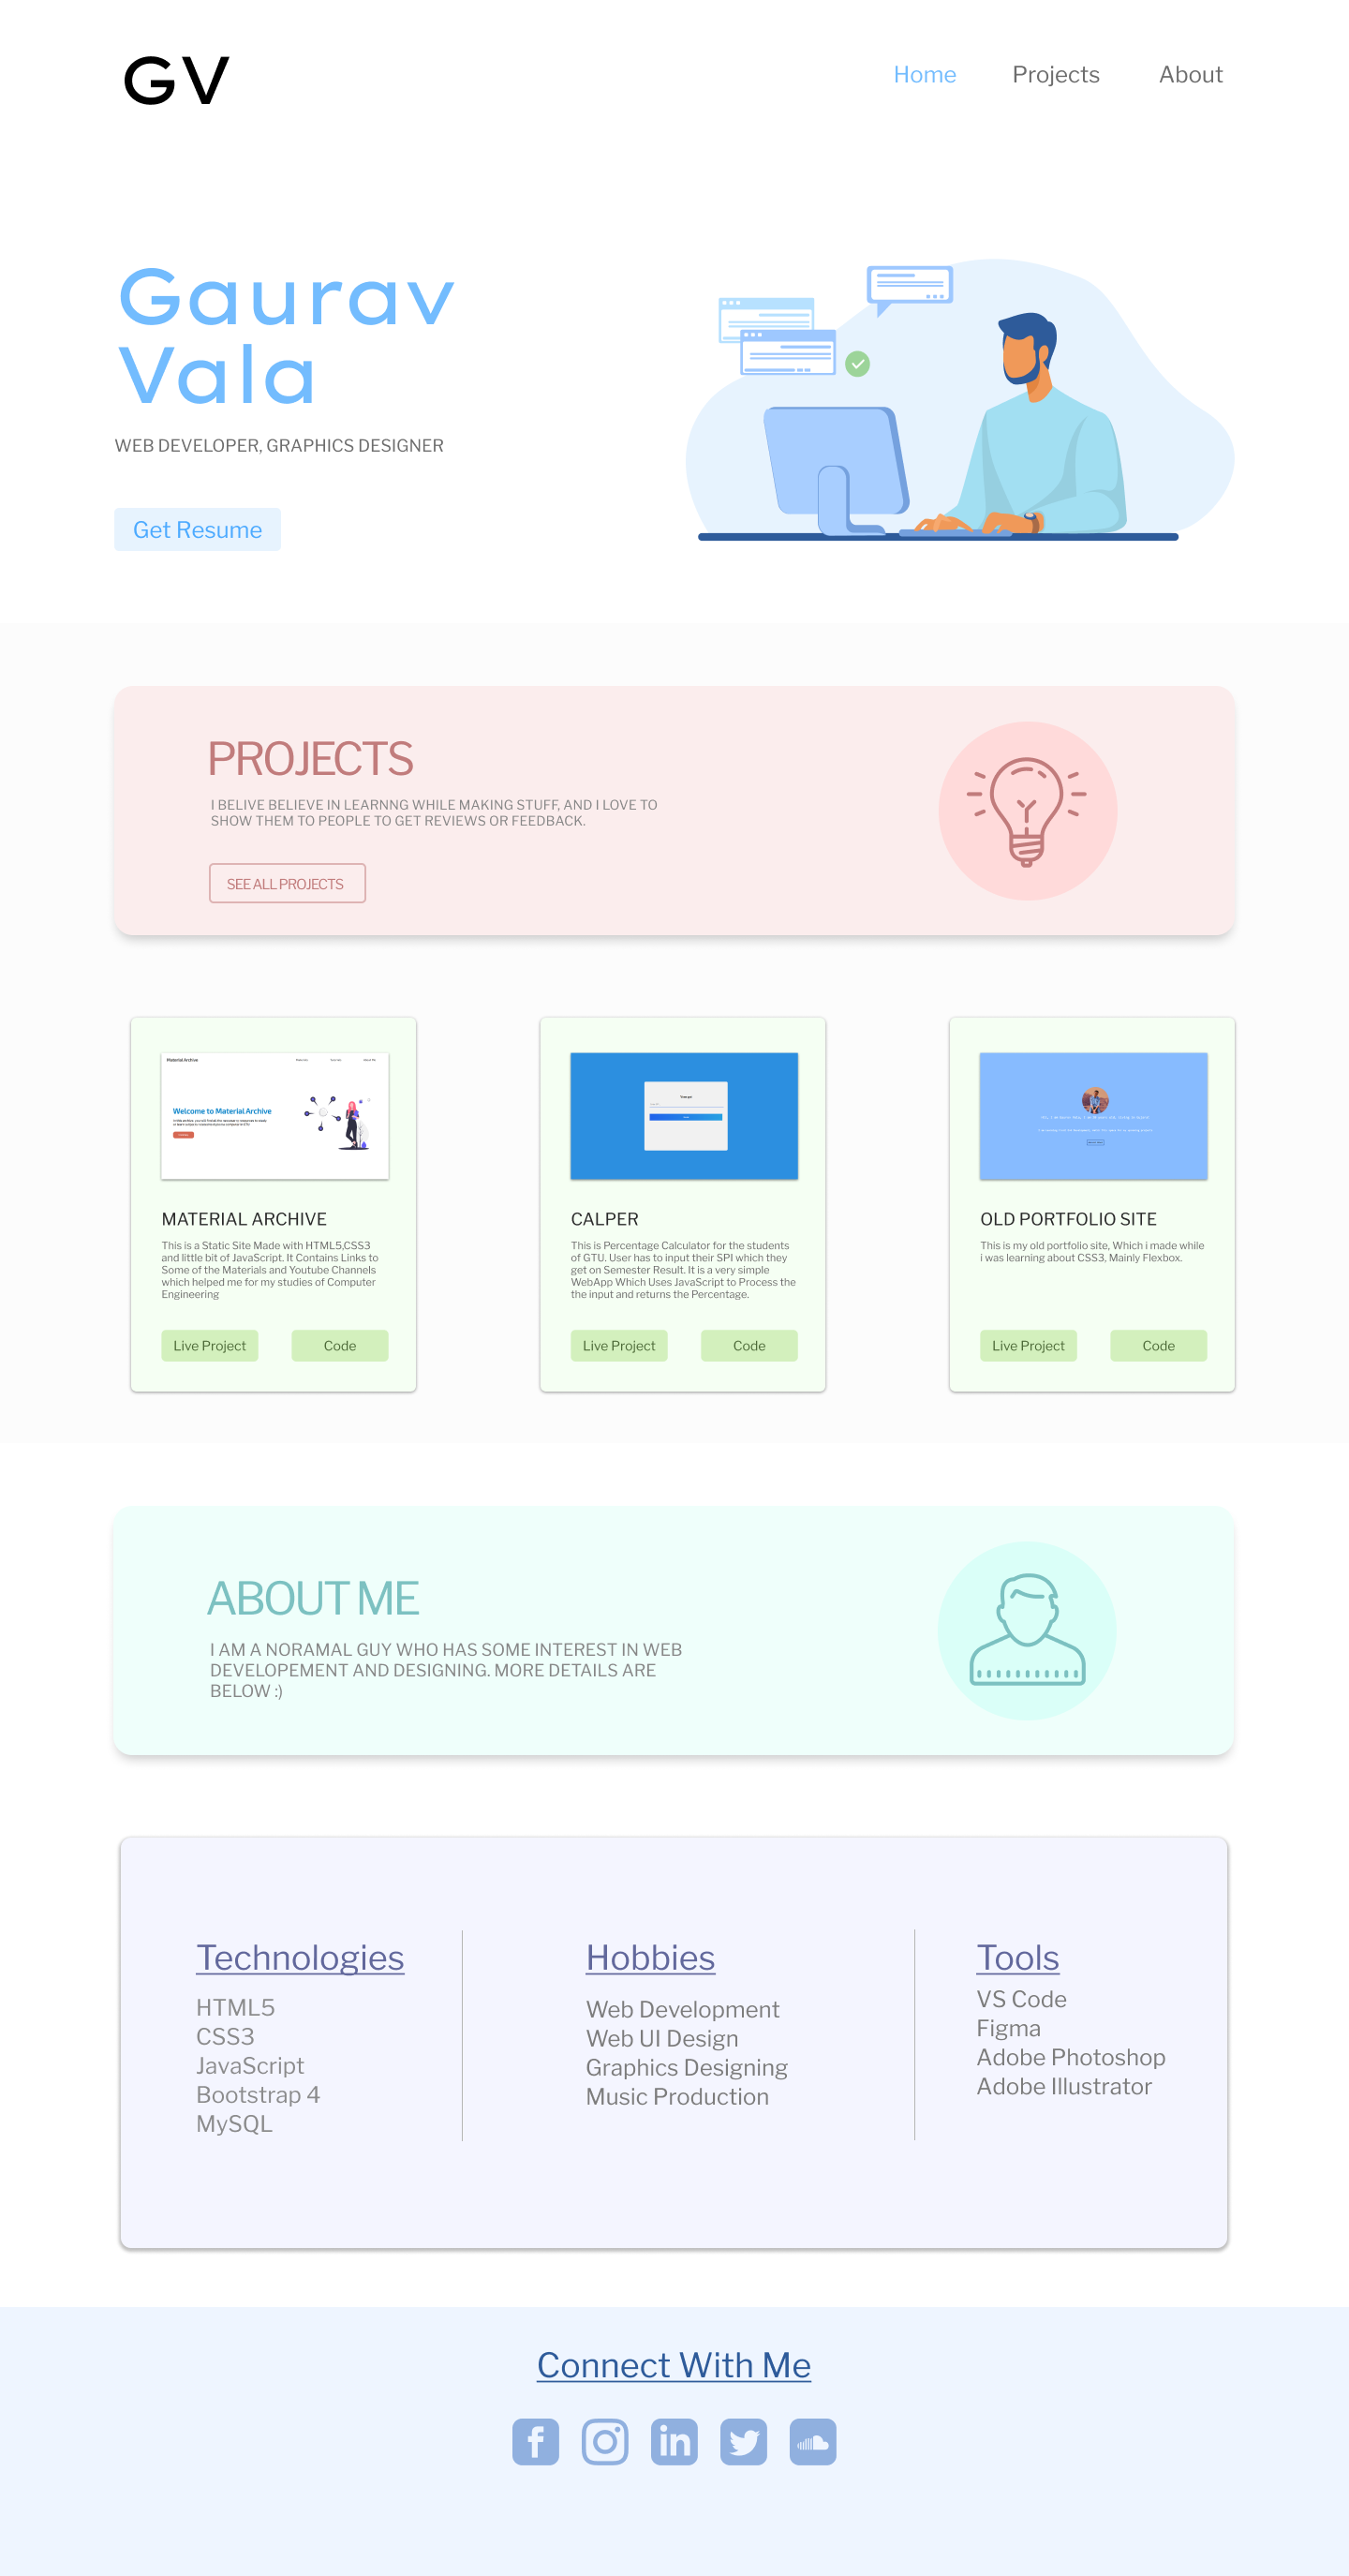 GV
Home Projects About
Gaurav
Vala
WEB DEVELOPER, GRAPHICS DESIGNER
Get Resume
PROJECTS
I BELIVE BELIEVE IN LEARNNG WHILE MAKING STUFF, AND I LOVE TO
SHOW THEM TO PEOPLE TO GET REVIEWS OR FEEDBACK.
SEE ALL PROJECTS
Material Archive
Welcome to Material Archive
MATERIAL ARCHIVE
This is a Static Site Made with HTML5,CSS3
and little bit of JavaScript. It Contains Links to
Some of the Materials and Youtube Channels
which helped me for my studies of Computer
Engineering
Live Project Code
CALPER
This is Percentage Calculator for the students
of GTU. User has to input their SPI which they
get on Semester Result. It is a very simple
WebApp Which Uses JavaScript to Process the
the input and returns the Percentage.
Live Project Code
OLD PORTFOLIO SITE
This is my old portfolio site, Which i made while
i was learning about CSS3, Mainly Flexbox.
Live Project Code
ABOUT ME
I AM A NORAMAL GUY WHO HAS SOME INTEREST IN WEB
DEVELOPEMENT AND DESIGNING. MORE DETAILS ARE
BELOW :)
Technologies
HTML5
CSS3
JavaScript
Bootstrap 4
MySQL
Hobbies
Web Development
Web UI Design
Graphics Designing
Music Production
Tools
VS Code
Figma
Adobe Photoshop
Adobe Illustrator
Connect With Me